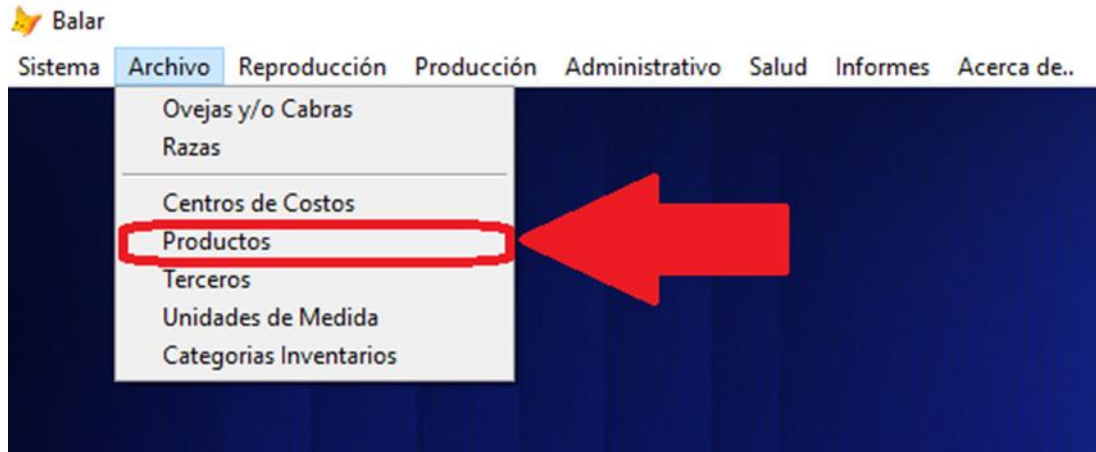 Balar
Sistema Archivo Reproducción Producción Administrativo Salud Informes Acerca de..
Ovejas y/o Cabras
Razas
Centros de Costos
Productos
Terceros
Unidades de Medida
Categorias Inventarios